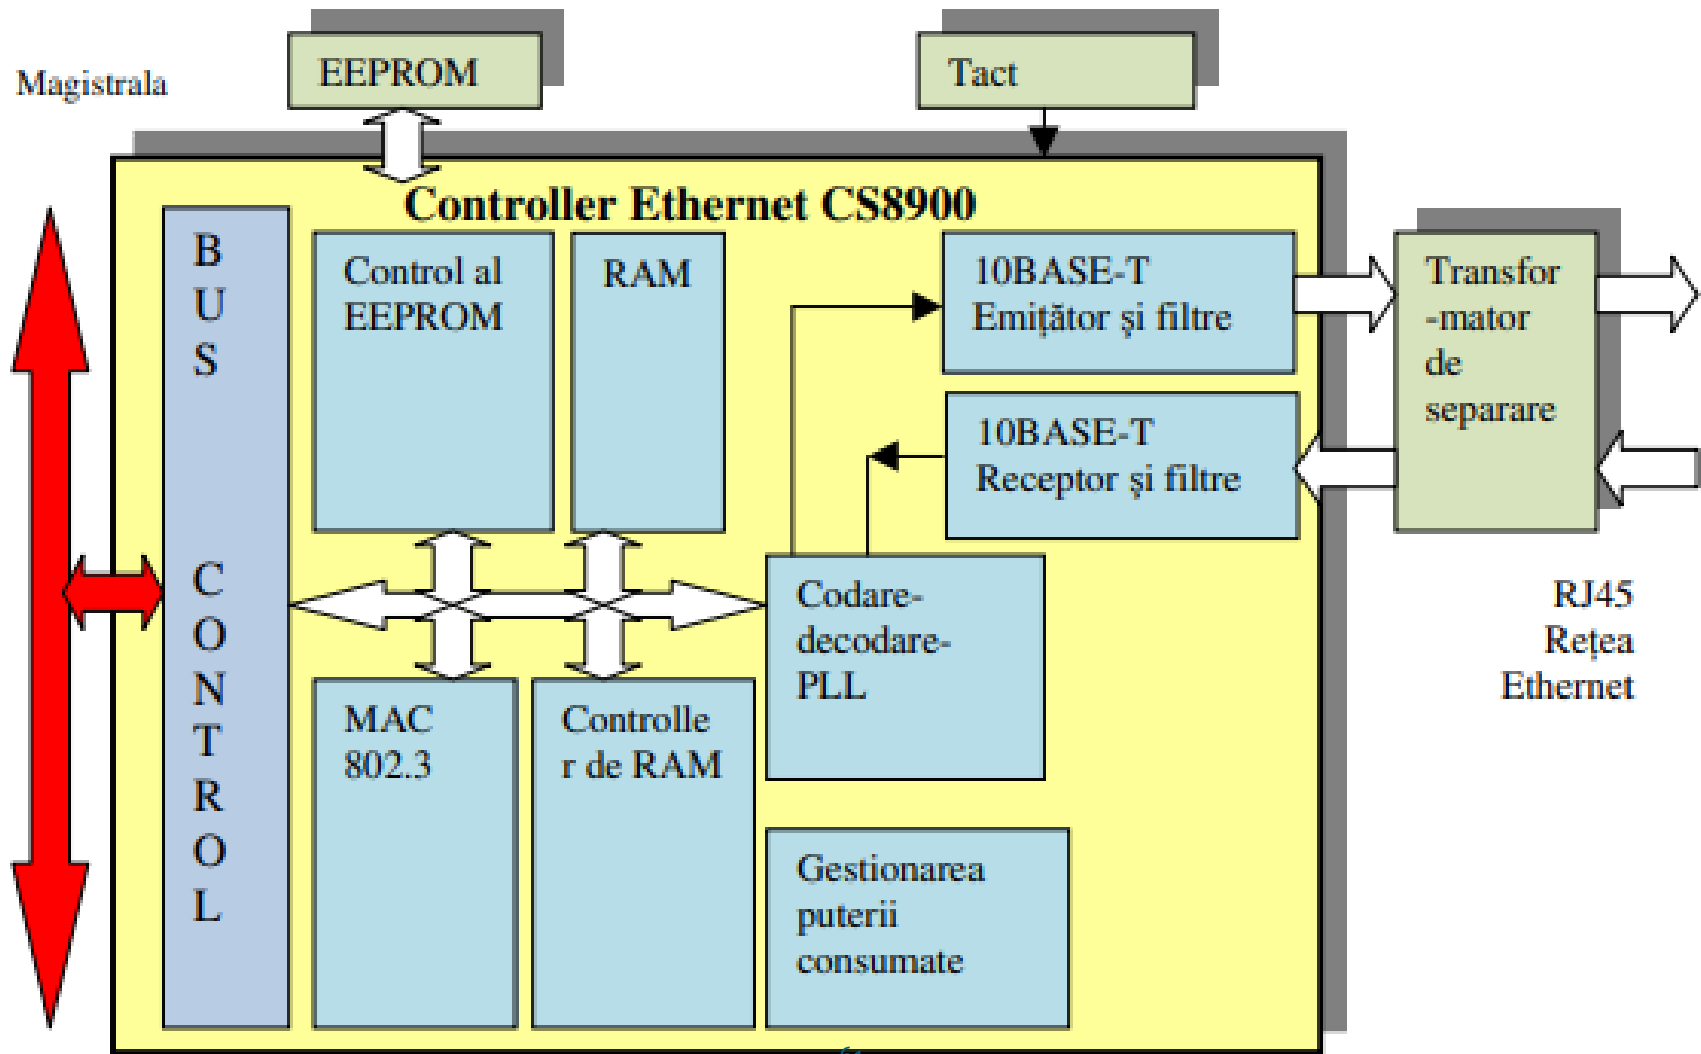 Magistrala
EEPROM
Tact
Controller Ethernet CS8900
B
U
S
C
O
N
T
R
O
L
Control al
EEPROM
RAM
10BASE-T
Emițător și filtre
10BASE-T
Receptor și filtre
Transfor
-mator
de
separare
MAC
802.3
Controlle
r de RAM
Codare-
decodare-
PLL
Gestionarea
puterii
consumate
RJ45
Rețea
Ethernet